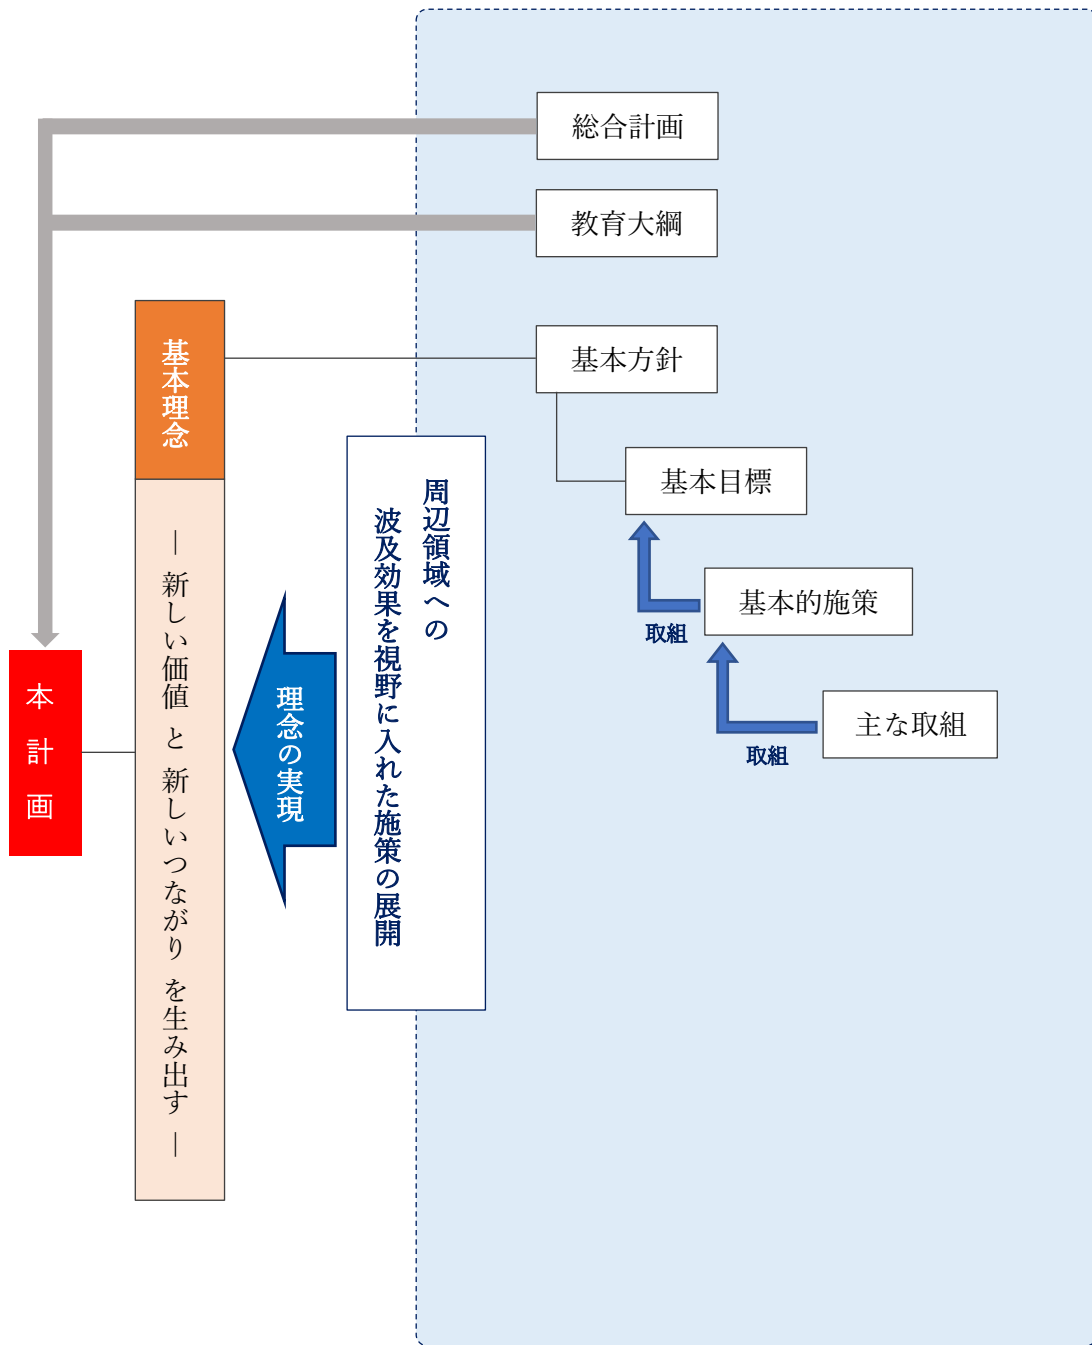 総合計画
教育大綱
基本理念
― 新しい価値 と 新しいつながり を生み出す ―
本計画
理念の実現
周辺領域への
波及効果を視野に入れた施策の展開
基本方針
基本目標
基本的施策
取組
主な取組
取組